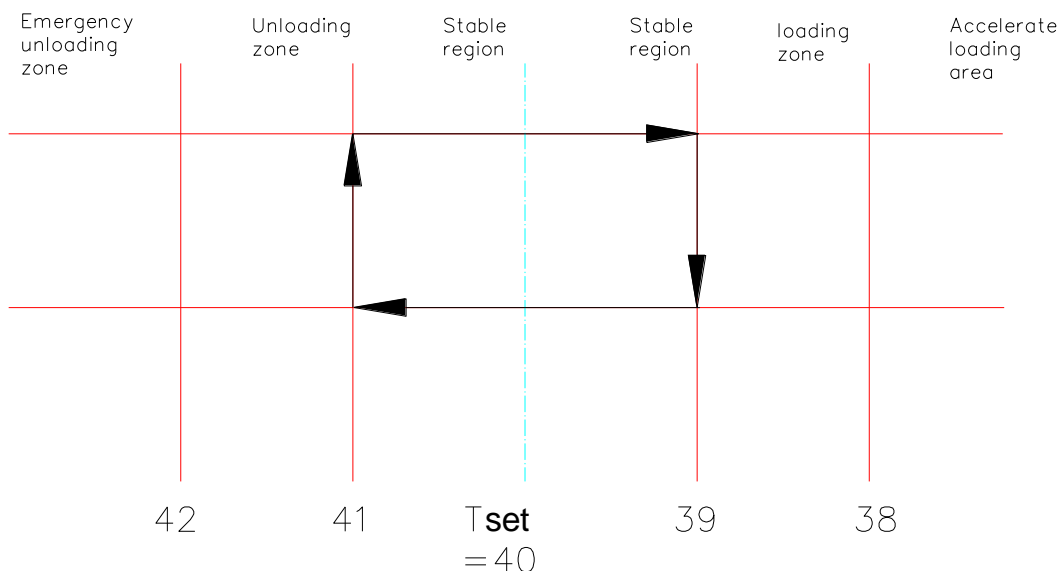 Emergency
unloading
zone
Unloading
zone
Stable
region
Stable
region
loading
zone
Accelerate
loading
area
42
41
Tset
=40
39
38